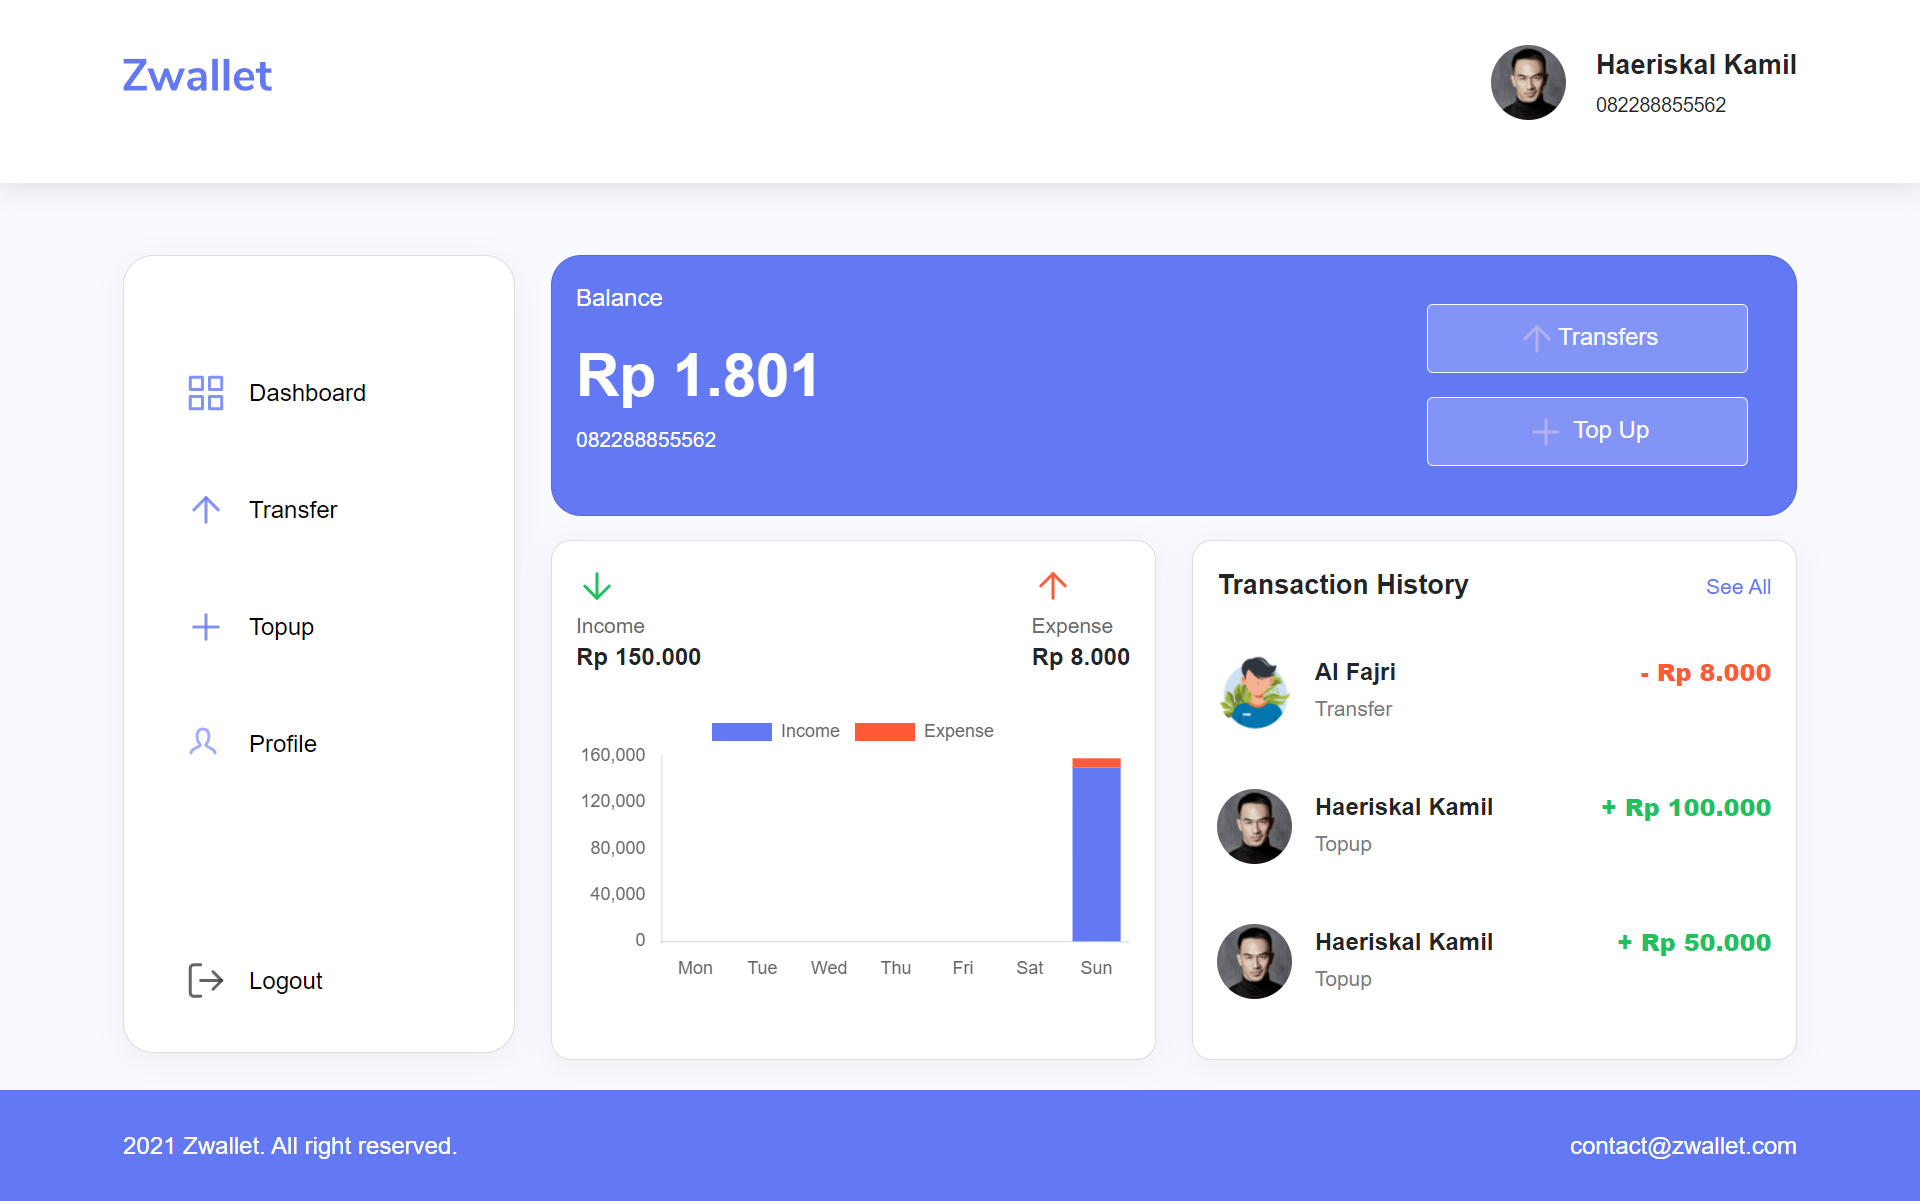 Zwallet
Haeriskal Kamil
082288855562
Dashboard
Transfer
Topup
Profile
Logout
Balance
Rp 1.801
082288855562
Transfers
Top Up
Income
Rp 150.000
Expense
Rp 8.000
Income Expense
160,000
120,000
80,000
40,000
0
Mon Tue Wed Thu Fri Sat Sun
Transaction History
See All
Al Fajri
- Rp 8.000
Transfer
Haeriskal Kamil
+ Rp 100.000
Topup
Haeriskal Kamil
+ Rp 50.000
Topup
2021 Zwallet. All right reserved.
contact@zwallet.com